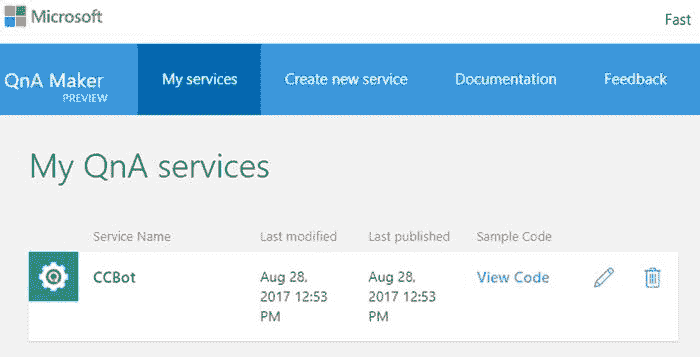 Microsoft
Fast
QnA Maker
PREVIEW
My services
Create new service
Documentation
Feedback
My QnA services
Service Name
Last modified
Last published
Sample Code
CCBot
Aug 28,
2017 12:53
PM
Aug 28,
2017 12:53
PM
View Code